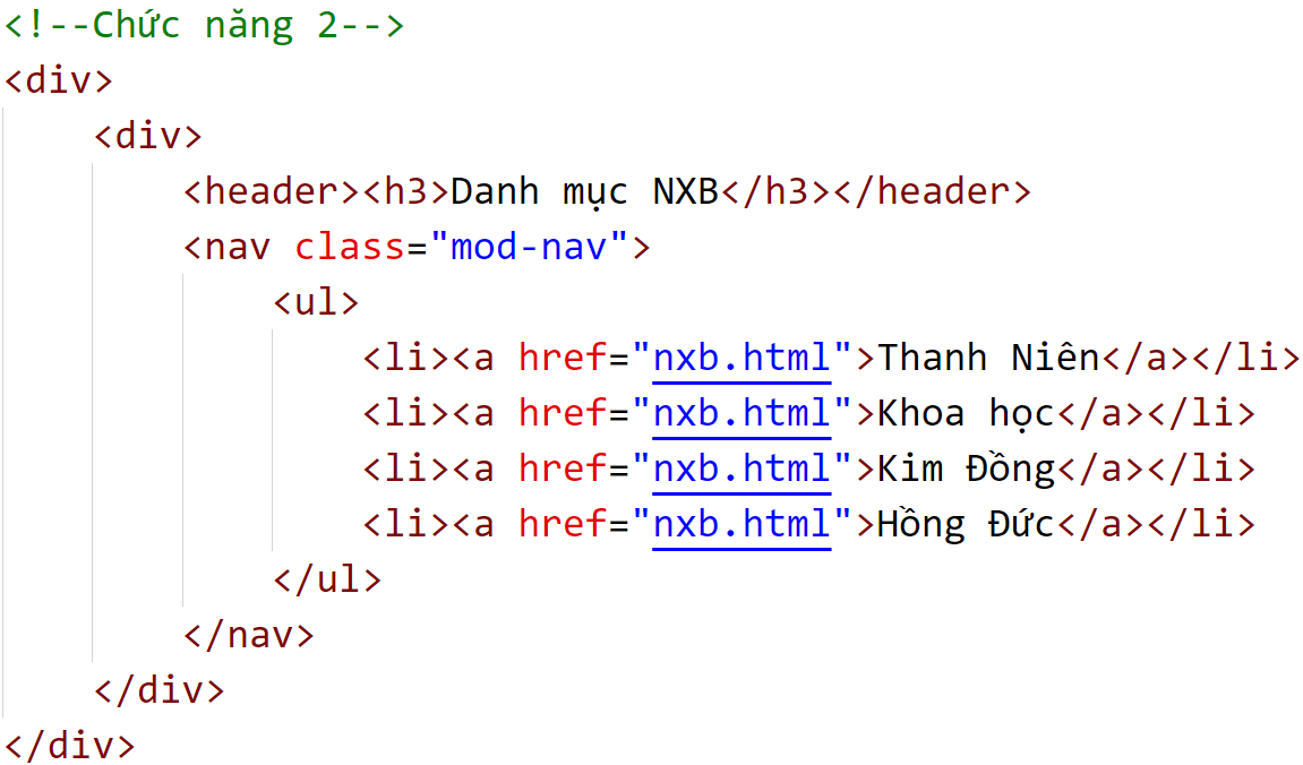 <!--Chức năng 2-->
<div>
    <div>
        <header><h3>Danh mục NXB</h3></header>
        <nav class="mod-nav">
            <ul>
                <li><a href="nxb.html">Thanh Niên</a></li>
                <li><a href="nxb.html">Khoa học</a></li>
                <li><a href="nxb.html">Kim Đồng</a></li>
                <li><a href="nxb.html">Hồng Đức</a></li>
            </ul>
        </nav>
    </div>
</div>